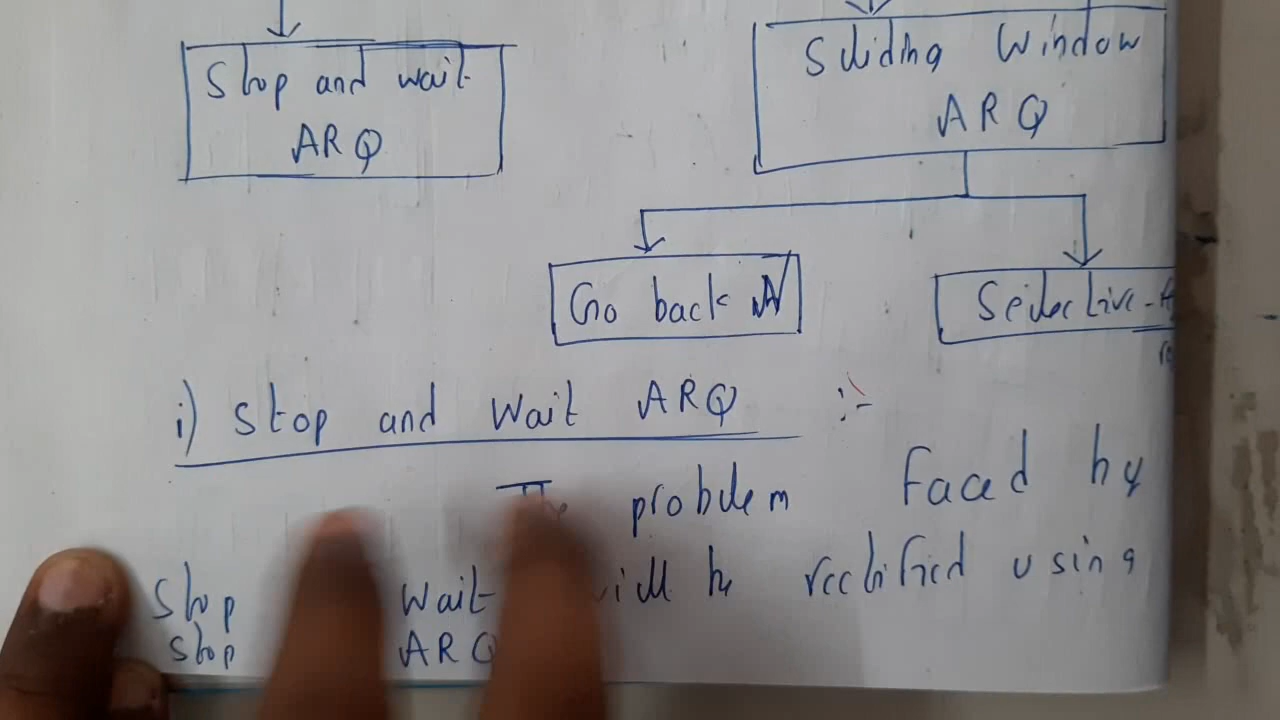 Stop and wait
ARQ
Sliding Window
ARQ
Go back N
Selective-
i) Stop and Wait ARQ :-
The problem Faced by
Stop Wait will be rectified using
Stop ARQ